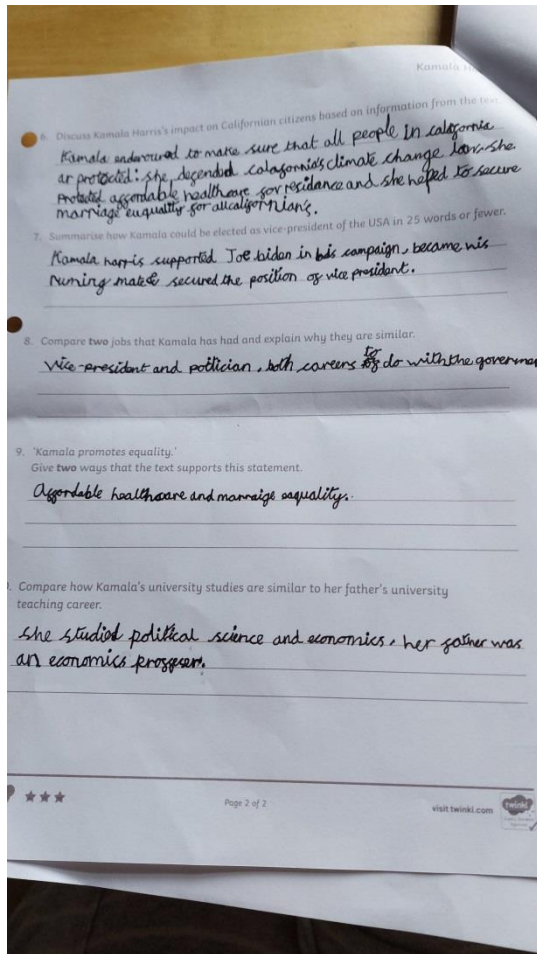 Kamala
6. Discuss Kamala Harris's impact on Californian citizens based on information from the text.
Kamala endevoured to make sure that all people in calafornia
ar protected: she, defended calafornia's climate change law, she
Protected affordable healthcare for residance and she helped to secure
marriage euquality for all californians.
7. Summarise how Kamala could be elected as vice-president of the USA in 25 words or fewer.
Kamala harris supported Joe biden in his campaign, became his
running mate & secured the position of vice president.
8. Compare two jobs that Kamala has had and explain why they are similar.
Vice-president and politician, both careers to do with the governmen
9. 'Kamala promotes equality.'
Give two ways that the text supports this statement.
Affordable healthcare and marraige eaquality.
. Compare how Kamala's university studies are similar to her father's university
teaching career.
she studied political science and economics, her father was
an economics proffeser.
Page 2 of 2
visit twinkl.com
twinkl